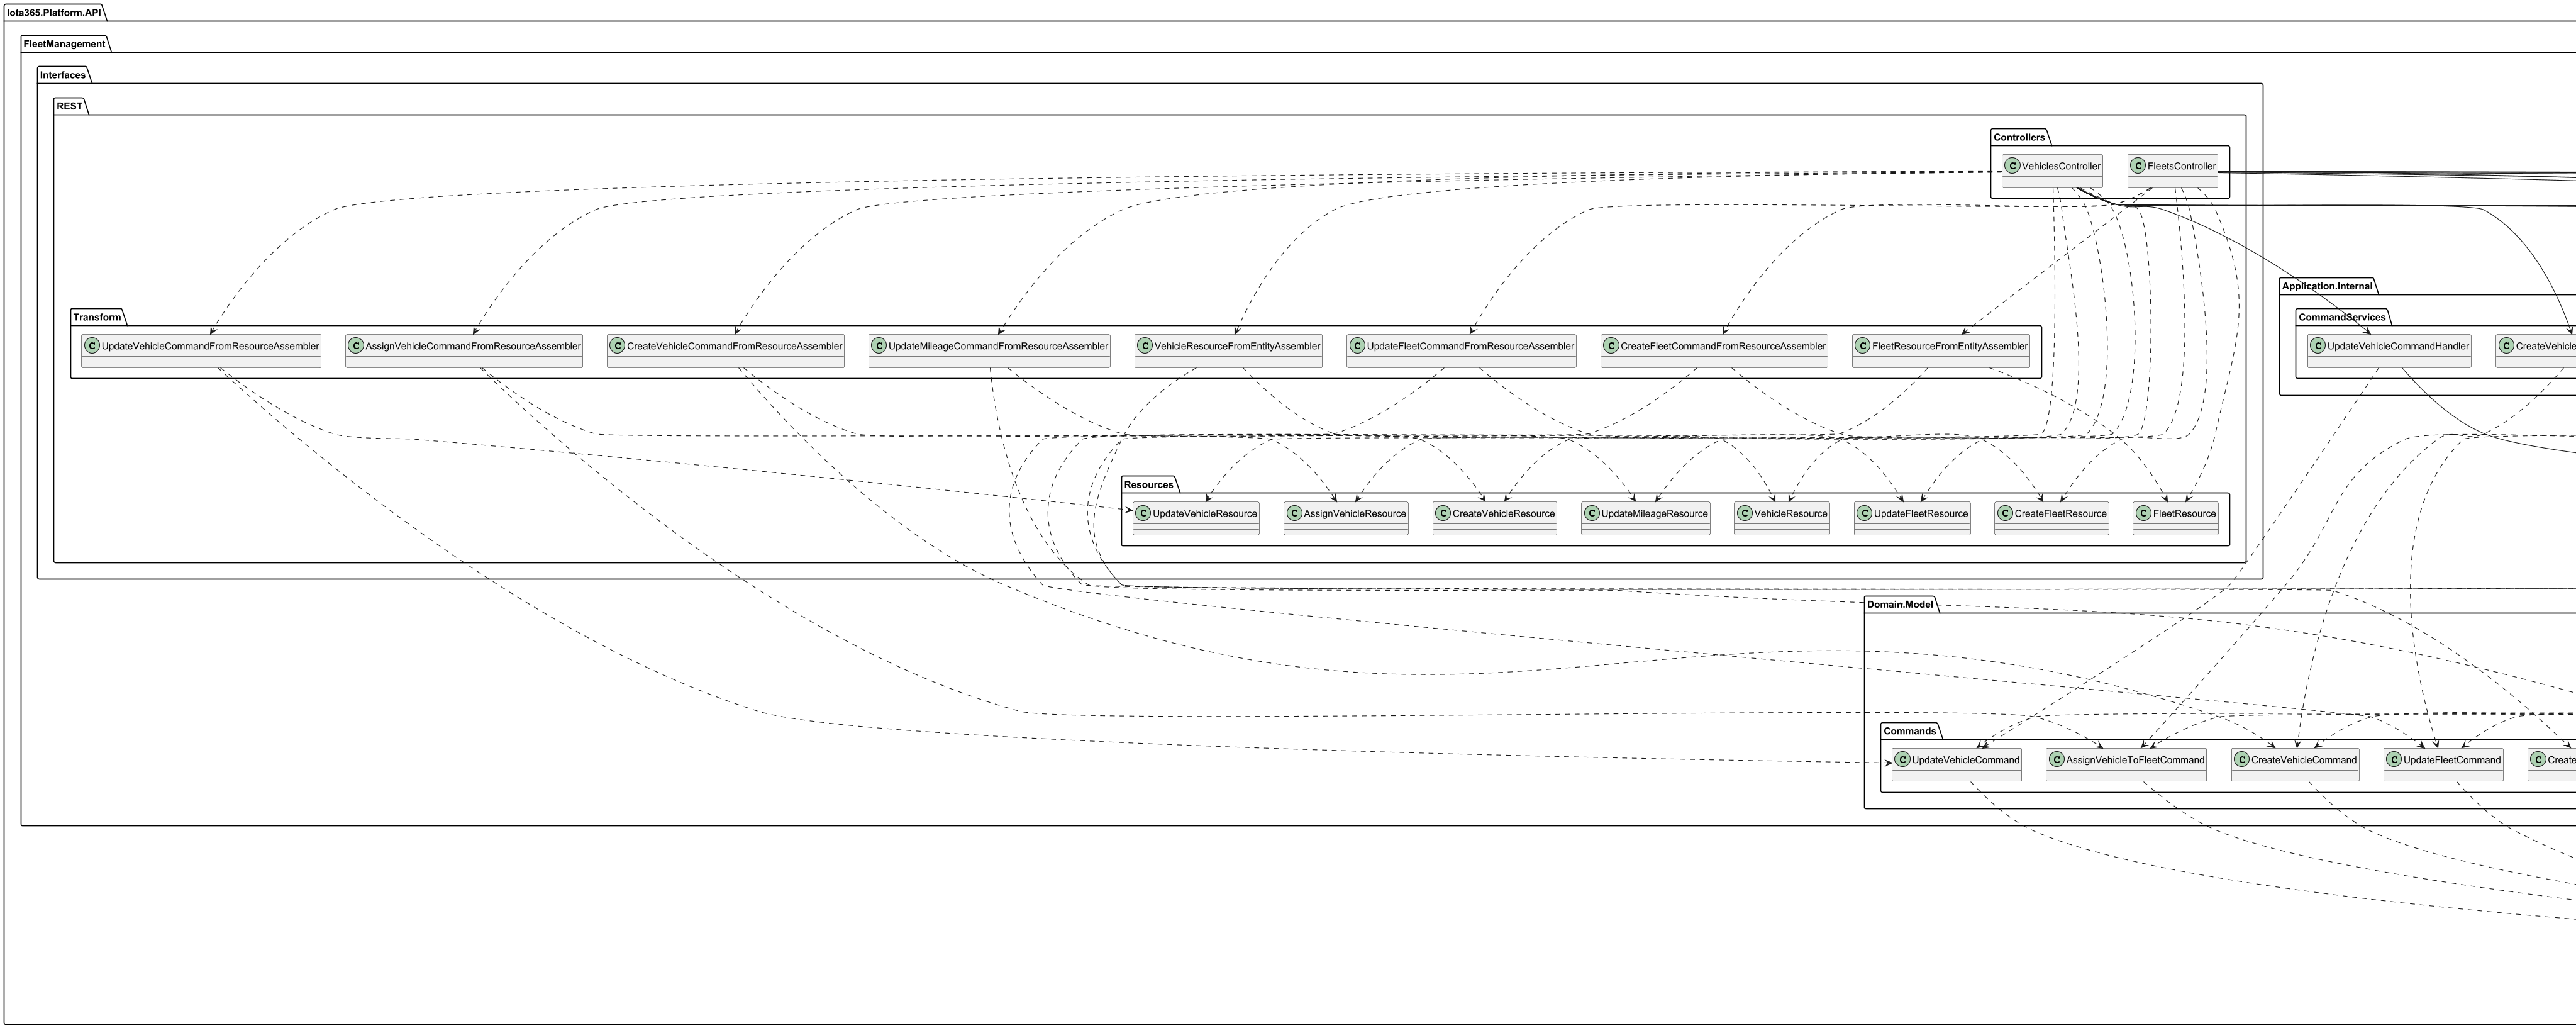 Iota365.Platform.API
FleetManagement
Interfaces
REST
Controllers
C VehiclesController
C FleetsController
Application.Internal
CommandServices
C UpdateVehicleCommandHandler
C CreateVehicle
Transform
C UpdateVehicleCommandFromResourceAssembler
C AssignVehicleCommandFromResourceAssembler
C CreateVehicleCommandFromResourceAssembler
C UpdateMileageCommandFromResourceAssembler
C VehicleResourceFromEntityAssembler
C UpdateFleetCommandFromResourceAssembler
C CreateFleetCommandFromResourceAssembler
C FleetResourceFromEntityAssembler
Resources
C UpdateVehicleResource
C AssignVehicleResource
C CreateVehicleResource
C UpdateMileageResource
C VehicleResource
C UpdateFleetResource
C CreateFleetResource
C FleetResource
Domain.Model
Commands
C UpdateVehicleCommand
C AssignVehicleToFleetCommand
C CreateVehicleCommand
C UpdateFleetCommand
C Create